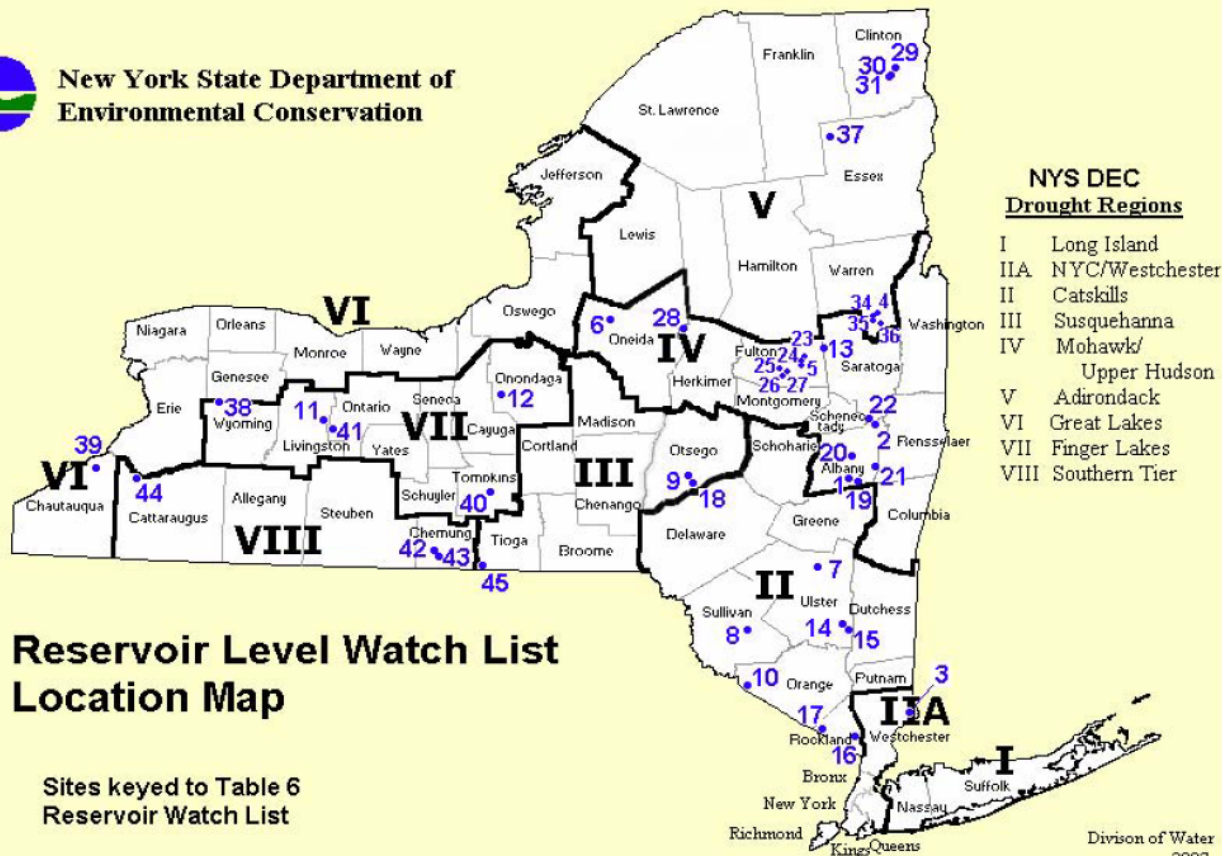 New York State Department of
Environmental Conservation
Clinton
Franklin
29
30
31
St. Lawrence
37
Essex
Jefferson
V
Lewis
Hamilton
Warren
NYS DEC
Drought Regions
I Long Island
IIA NYC/Westchester
II Catskills
III Susquehanna
IV Mohawk/
Upper Hudson
V Adirondack
VI Great Lakes
VII Finger Lakes
VIII Southern Tier
VI
Oswego
34 4
35
36
Washington
Niagara
Orleans
Monroe
Wayne
6
Oneida
28
IV
23
13
Fulton
24
25
5
26
27
Saratoga
Herkimer
Montgomery
Genesee
Onondaga
Seneca
12
Erie
38
Wyoming
11
Ontario
41
Livingston
VII
Yates
Cayuga
Madison
Cortland
22
Schenec
tady
2
Rensselaer
Otsego
Schoharie
20
Albany
21
1
19
39
VI
Chautauqua
44
Cattaraugus
Allegany
Steuben
VIII
Schuyler
Tompkins
40
III
Chenango
9
18
Greene
Columbia
Delaware
Chemung
42
43
Tioga
Broome
45
7
II
Ulster
Dutchess
Sullivan
8
14
15
10
Orange
Putnam
3
IIA
17
Rockland
16
Westchester
Bronx
I
Suffolk
New York
Nassau
Richmond
Kings
Queens
Reservoir Level Watch List
Location Map
Sites keyed to Table 6
Reservoir Watch List
Divison of Water